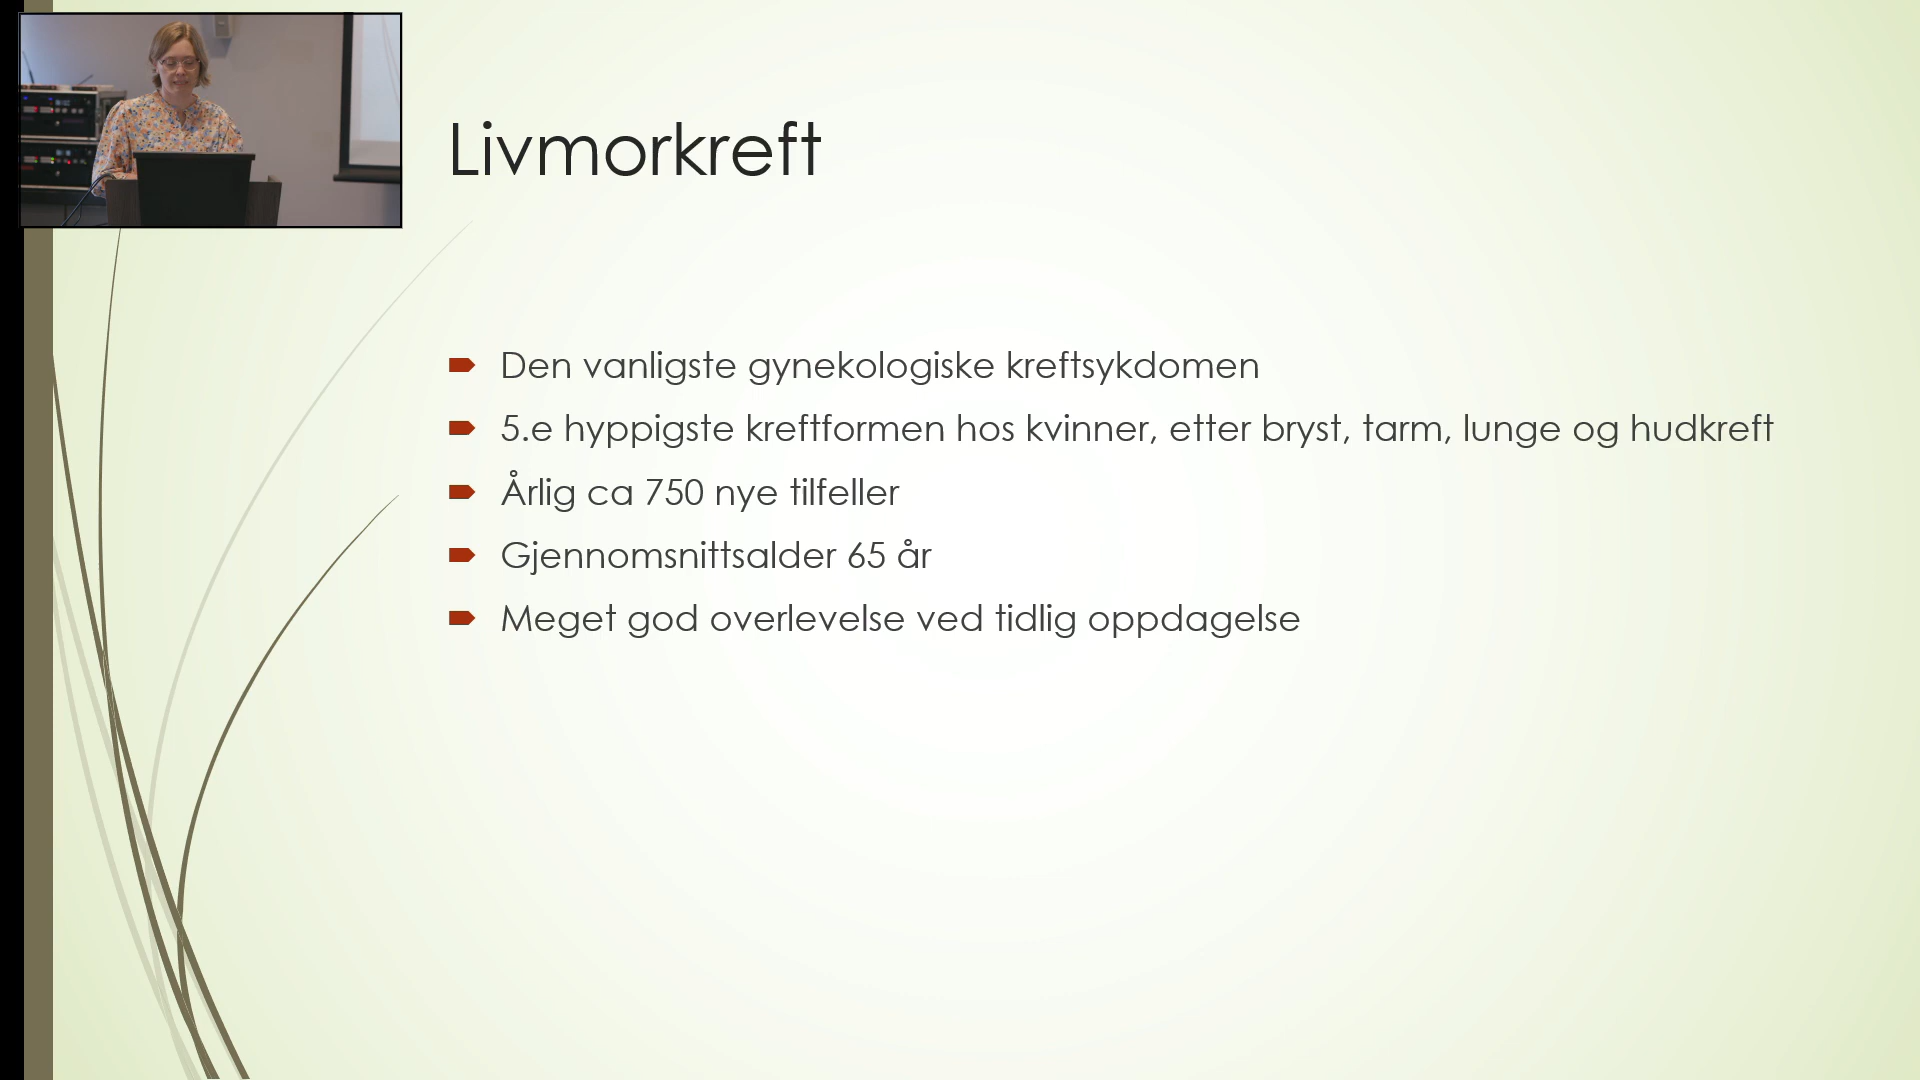 Livmorkreft
Den vanligste gynekologiske kreftsykdomen
5.e hyppigste kreftformen hos kvinner, etter bryst, tarm, lunge og hudkreft
Årlig ca 750 nye tilfeller
Gjennomsnittsalder 65 år
Meget god overlevelse ved tidlig oppdagelse